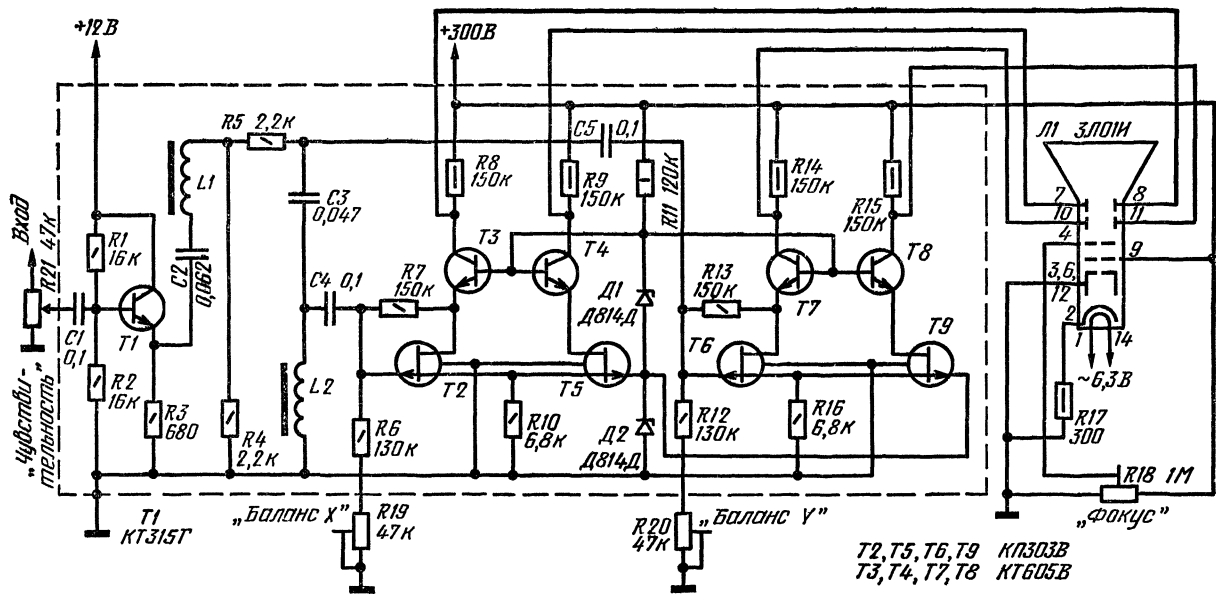 +12В
+300В
R5 2,2к
C5 0,1
Л1 3Л01И
L1
C3
0,047
R8
150к
R9
150к
R11 120к
R14
150к
R15
150к
7
10
4
3,6,
12
2
1
14
8
11
9
Вход
R21 47к
R1
16к
C2
0,062
T3
T4
T7
T8
C4 0,1
R7
150к
R13
150к
Д1
Д814Д
C1
0,1
T1
T2
T5
T6
T9
~6,3В
L2
R2
16к
R3
680
R4
2,2к
R6
130к
R10
6,8к
Д2
Д814Д
R12
130к
R16
6,8к
R17
300
„Чувстви-
тельность"
T1
КТ315Г
„Баланс X"
R19
47к
R20
47к
„Баланс Y"
R18 1М
„Фокус"
T2,T5,T6,T9 КП303В
T3,T4,T7,T8 КТ605В